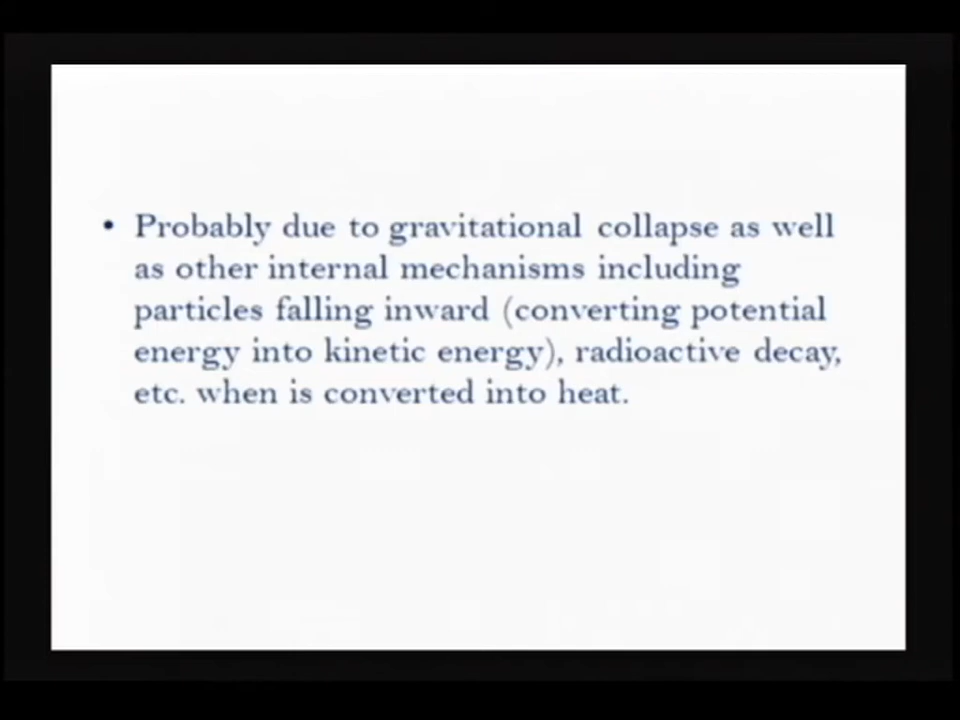 • Probably due to gravitational collapse as well
as other internal mechanisms including
particles falling inward (converting potential
energy into kinetic energy), radioactive decay,
etc. when is converted into heat.